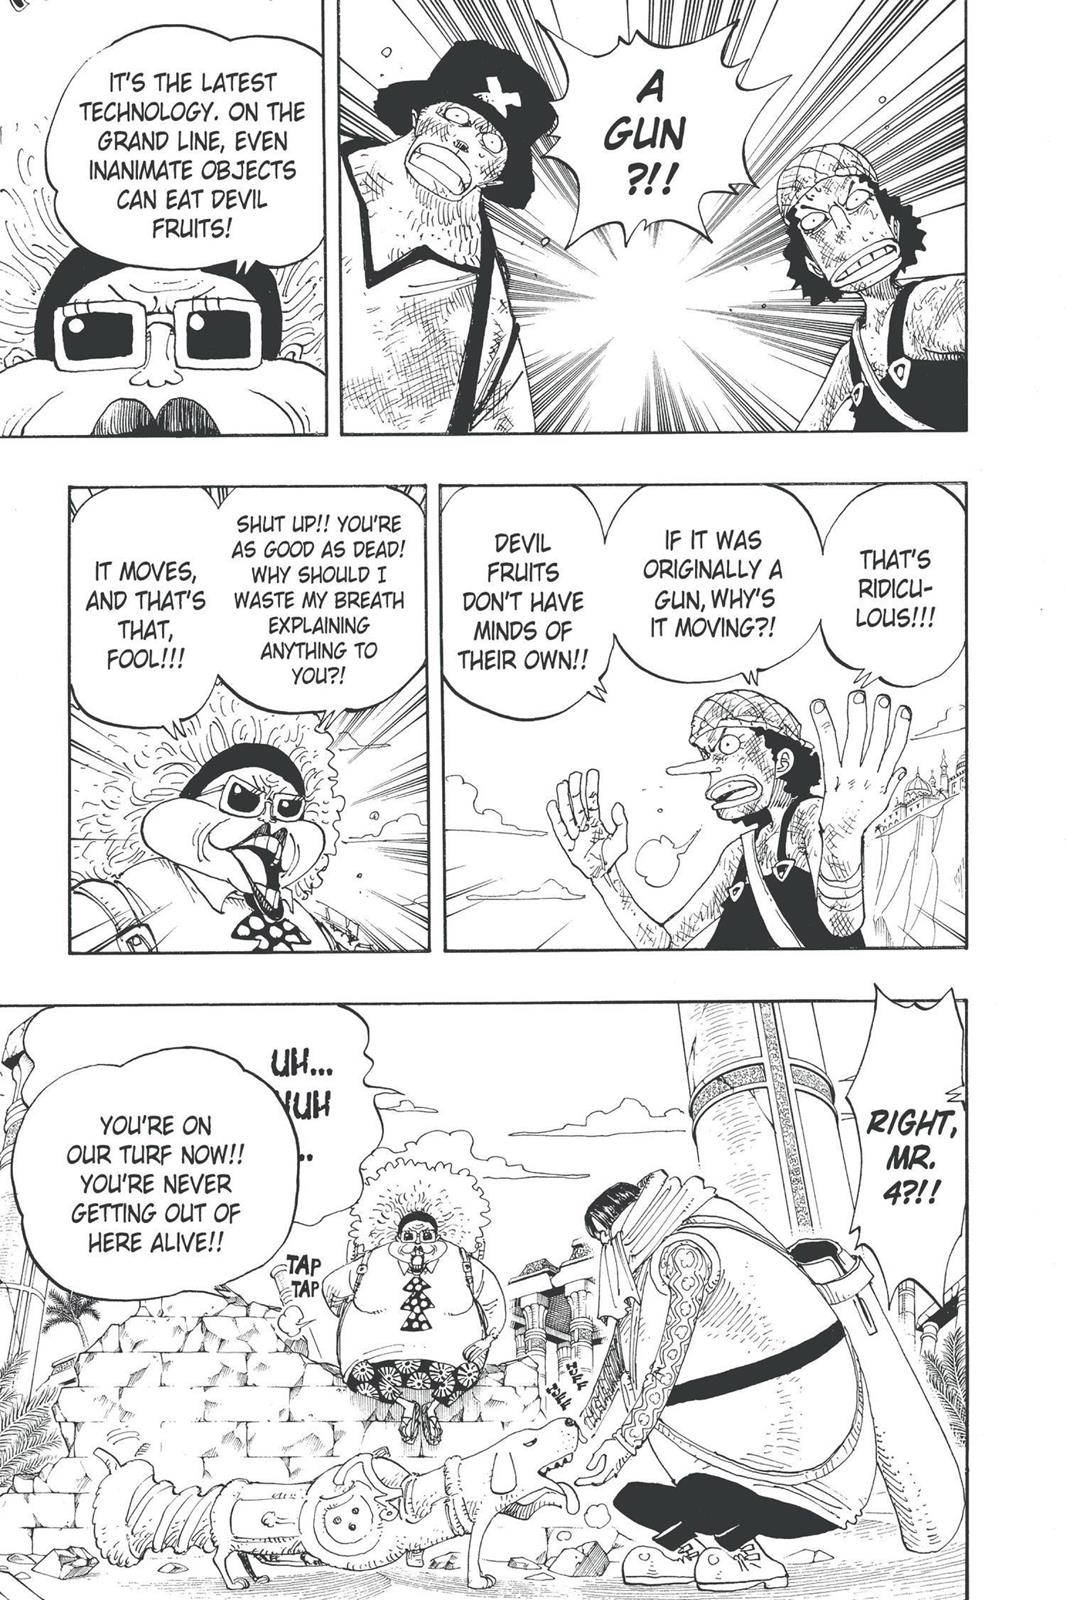 A
GUN
?!!
IT'S THE LATEST
TECHNOLOGY. ON THE
GRAND LINE, EVEN
INANIMATE OBJECTS
CAN EAT DEVIL
FRUITS!
THAT'S
RIDICU-
LOUS!!!
IF IT WAS
ORIGINALLY A
GUN, WHY'S
IT MOVING?!
DEVIL
FRUITS
DON'T HAVE
MINDS OF
THEIR OWN!!
SHUT UP!! YOU'RE
AS GOOD AS DEAD!
WHY SHOULD I
WASTE MY BREATH
EXPLAINING
ANYTHING TO
YOU?!
IT MOVES,
AND THAT'S
THAT,
FOOL!!!
RIGHT,
MR.
4?!!
UH...
HUH
..
YOU'RE ON
OUR TURF NOW!!
YOU'RE NEVER
GETTING OUT OF
HERE ALIVE!!
TAP
TAP